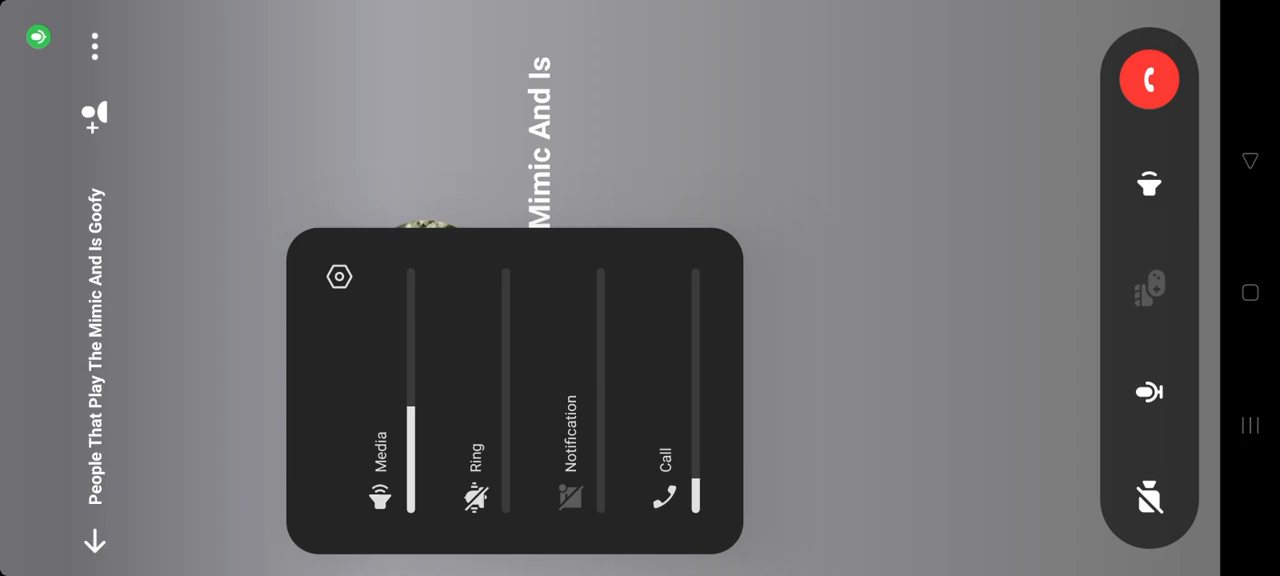 People That Play The Mimic And Is Goofy
Mimic And Is
Media
Ring
Notification
Call